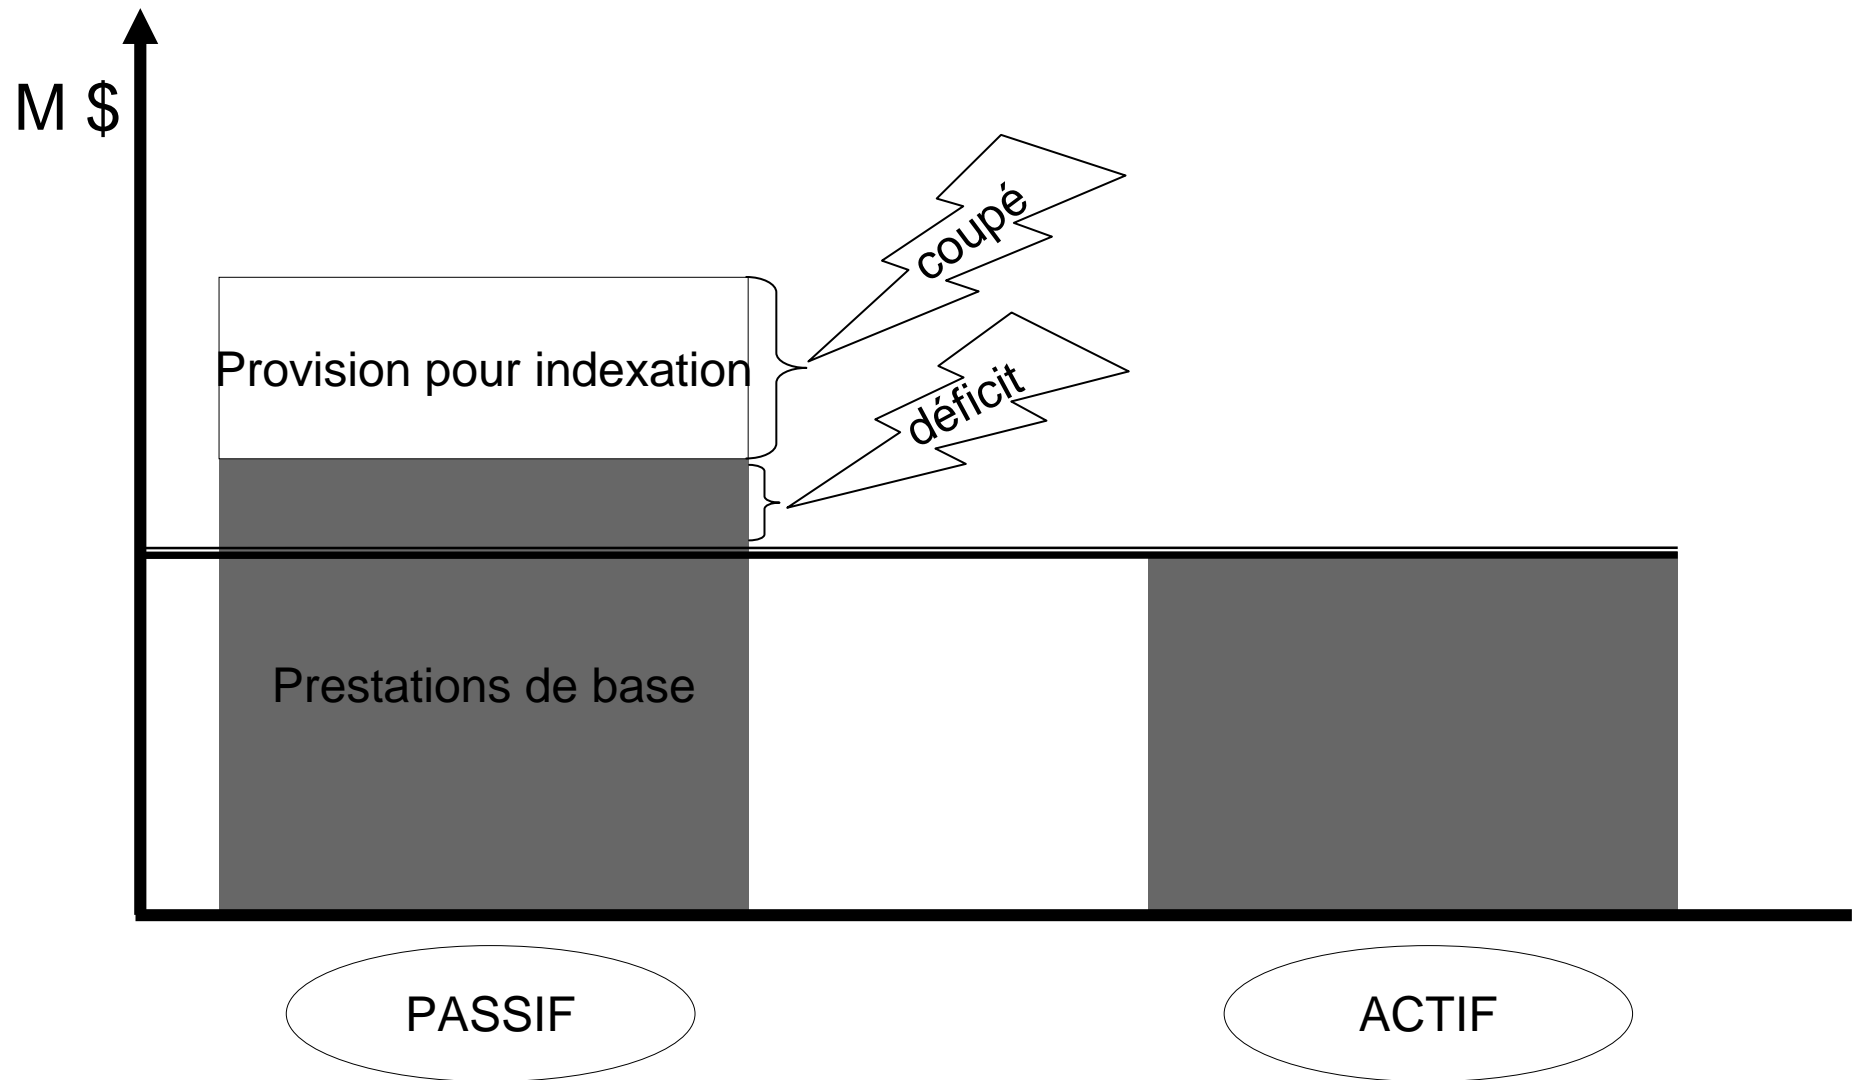 M $
coupé
Provision pour indexation
déficit
Prestations de base
PASSIF
ACTIF